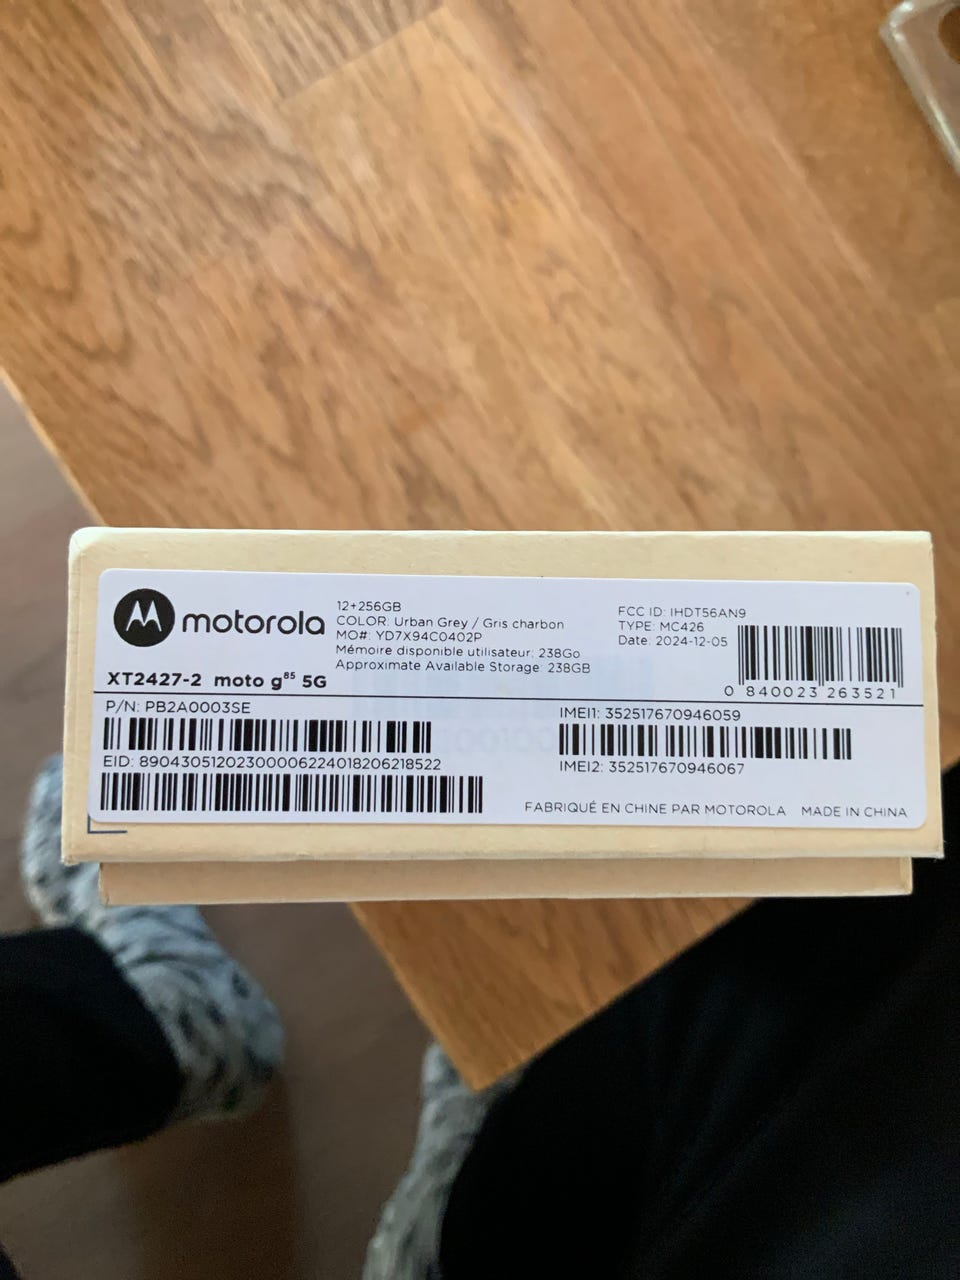 motorola
XT2427-2 moto g85 5G
12+256GB
COLOR: Urban Grey / Gris charbon
MO#: YD7X94C0402P
Mémoire disponible utilisateur: 238Go
Approximate Available Storage: 238GB
FCC ID: IHDT56AN9
TYPE: MC426
Date: 2024-12-05
0 840023 263521
P/N: PB2A0003SE
EID: 89043051202300006224018206218522
IMEI1: 352517670946059
IMEI2: 352517670946067
FABRIQUÉ EN CHINE PAR MOTOROLA MADE IN CHINA